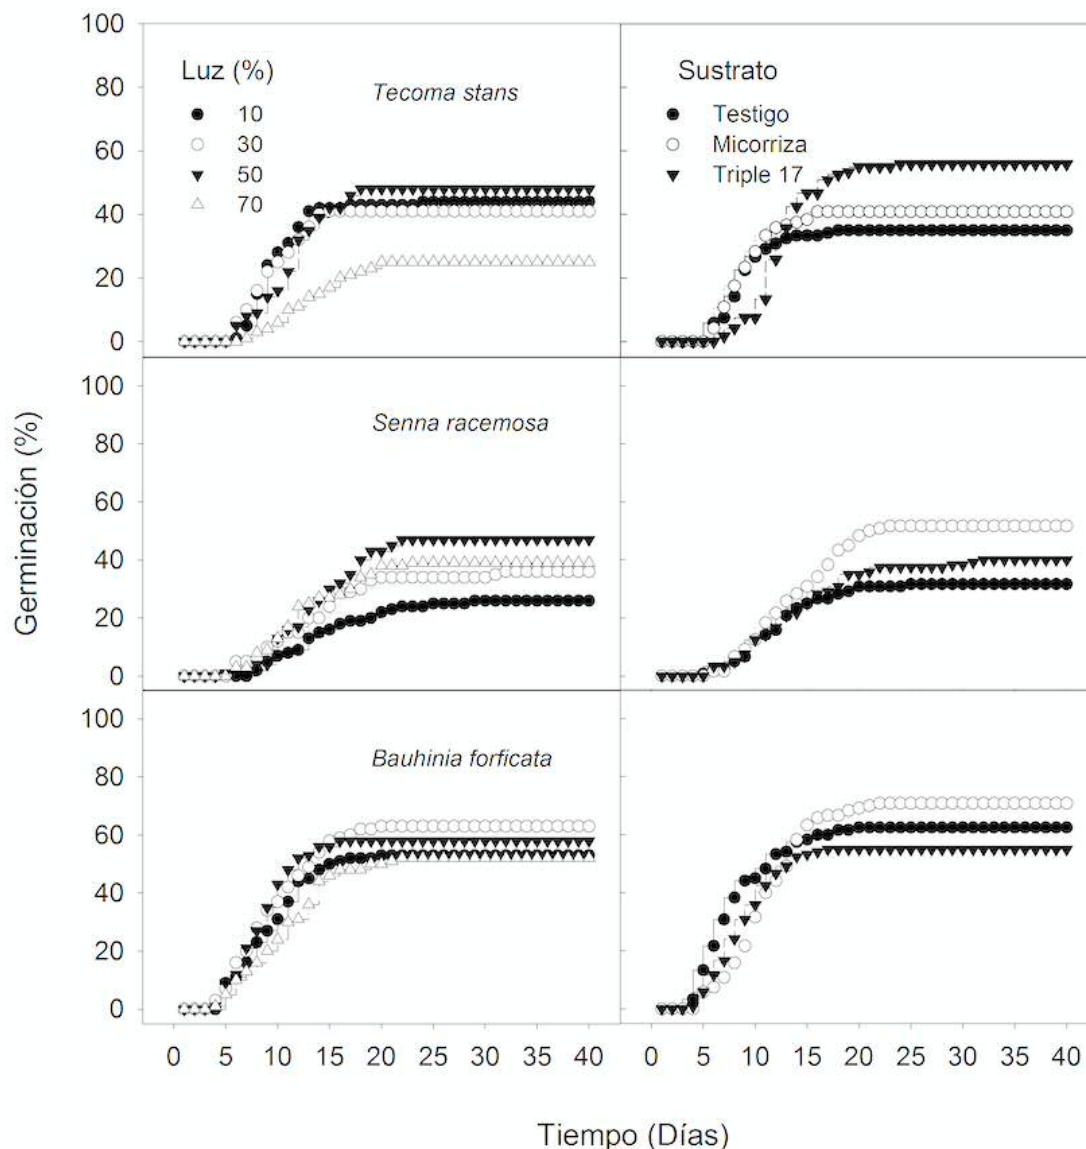 100
80
60
40
20
0
Luz (%)
10
30
50
70
Tecoma stans
Sustrato
Testigo
Micorriza
Triple 17
100
80
60
40
20
0
Senna racemosa
Germinación (%)
100
80
60
40
20
0
Bauhinia forficata
0 5 10 15 20 25 30 35 40 0 5 10 15 20 25 30 35 40
Tiempo (Días)